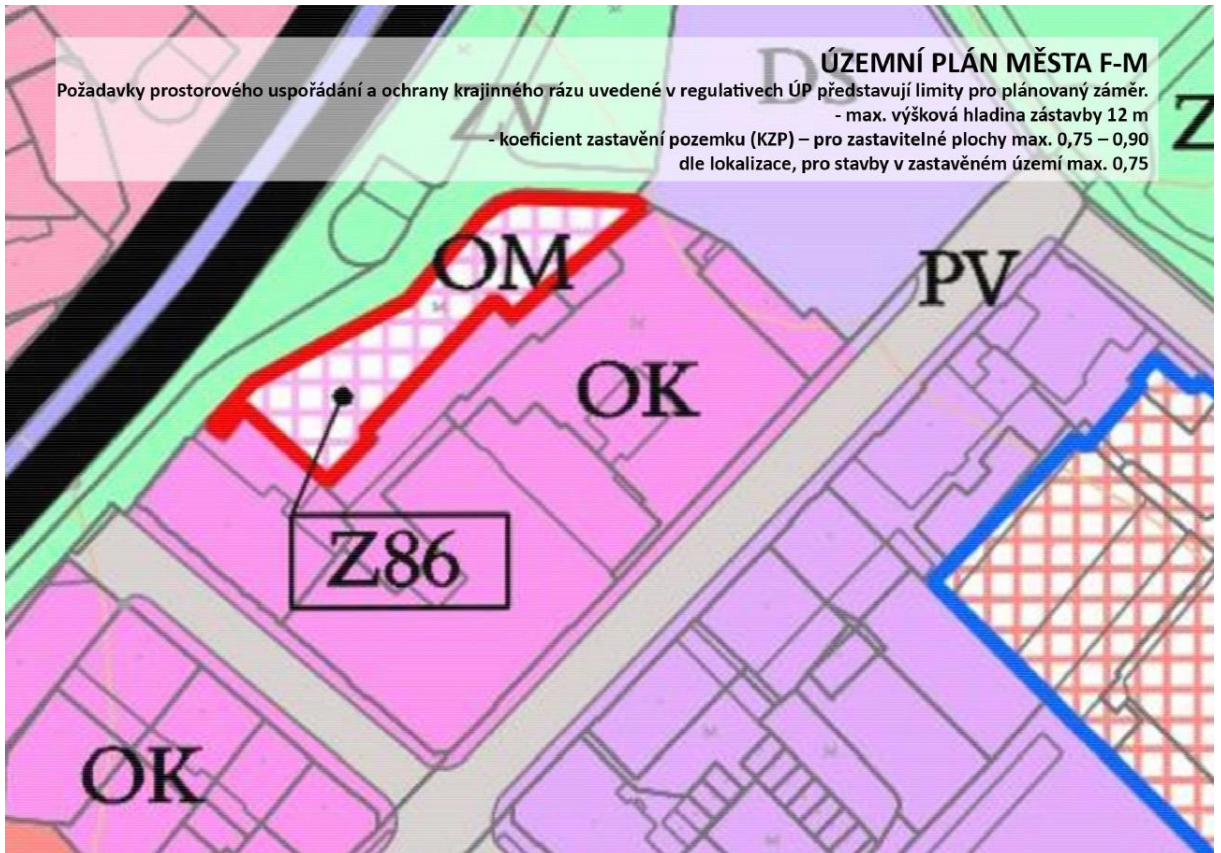 ÚZEMNÍ PLÁN MĚSTA F-M
Požadavky prostorového uspořádání a ochrany krajinného rázu uvedené v regulativech ÚP představují limity pro plánovaný záměr.
- max. výšková hladina zástavby 12 m
- koeficient zastavění pozemku (KZP) – pro zastavitelné plochy max. 0,75 – 0,90
dle lokalizace, pro stavby v zastavěném území max. 0,75
DS
ZV
Z
OM
PV
OK
Z86
OK